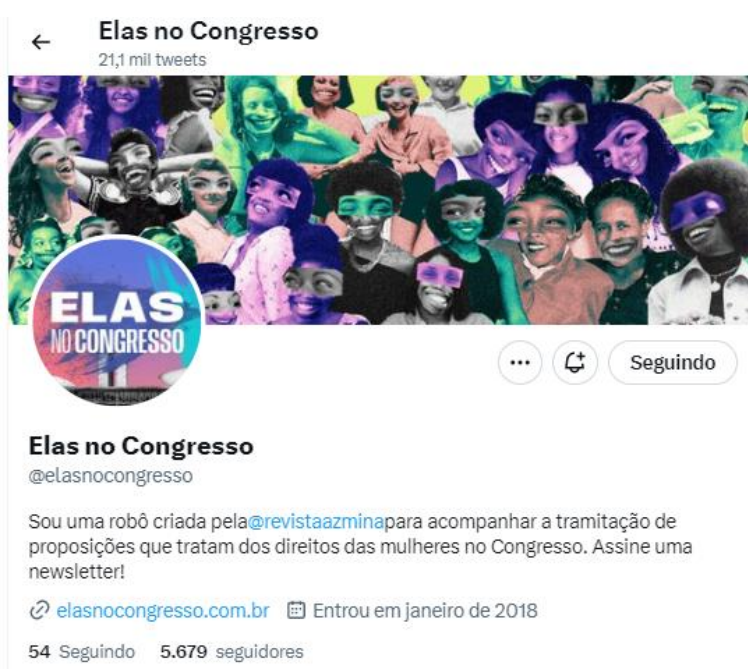 Elas no Congresso
21,1 mil tweets
ELAS
NO CONGRESSO
Seguindo
Elas no Congresso
@elasnocongresso
Sou uma robô criada pela@revistaazminapara acompanhar a tramitação de
proposições que tratam dos direitos das mulheres no Congresso. Assine uma
newsletter!
elasnocongresso.com.br Entrou em janeiro de 2018
54 Seguindo 5.679 seguidores